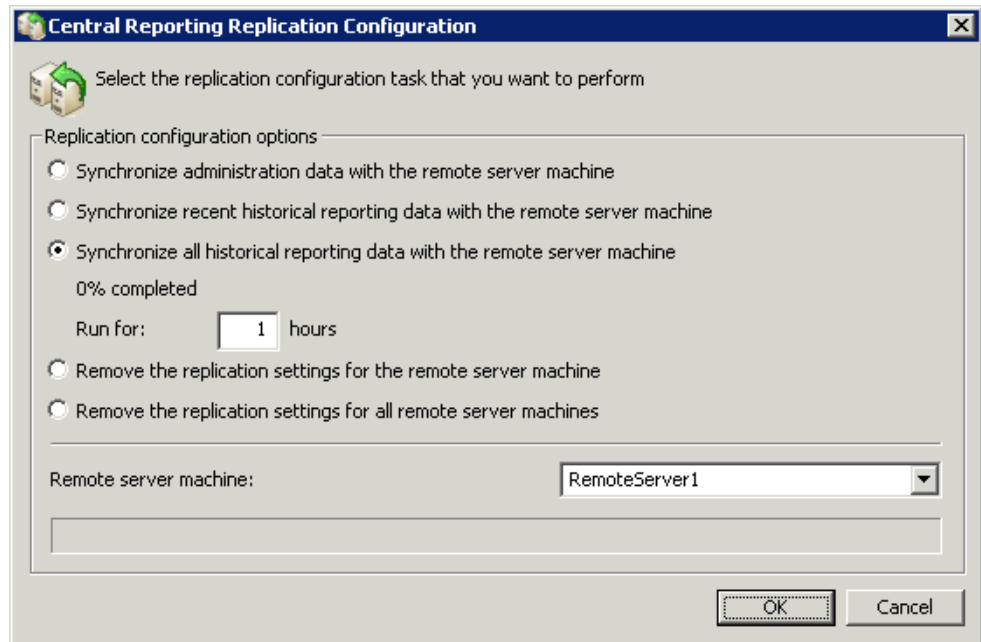 Central Reporting Replication Configuration
Select the replication configuration task that you want to perform
Replication configuration options
Synchronize administration data with the remote server machine
Synchronize recent historical reporting data with the remote server machine
Synchronize all historical reporting data with the remote server machine
0% completed
Run for: 1 hours
Remove the replication settings for the remote server machine
Remove the replication settings for all remote server machines
Remote server machine: RemoteServer1
OK Cancel